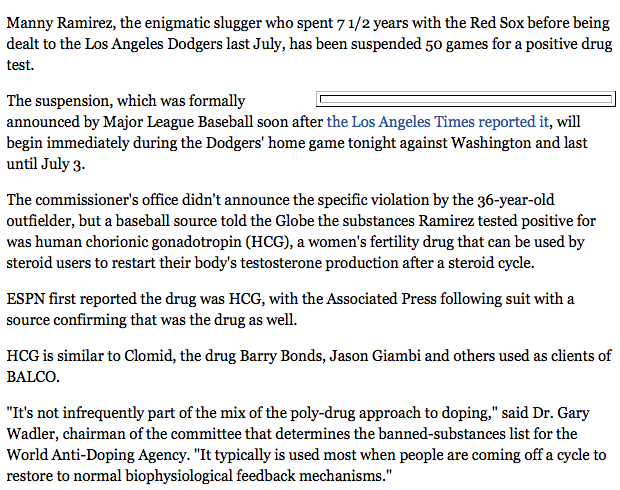 Manny Ramirez, the enigmatic slugger who spent 7 1/2 years with the Red Sox before being
dealt to the Los Angeles Dodgers last July, has been suspended 50 games for a positive drug
test.
The suspension, which was formally
announced by Major League Baseball soon after the Los Angeles Times reported it, will
begin immediately during the Dodgers' home game tonight against Washington and last
until July 3.
The commissioner's office didn't announce the specific violation by the 36-year-old
outfielder, but a baseball source told the Globe the substances Ramirez tested positive for
was human chorionic gonadotropin (HCG), a women's fertility drug that can be used by
steroid users to restart their body's testosterone production after a steroid cycle.
ESPN first reported the drug was HCG, with the Associated Press following suit with a
source confirming that was the drug as well.
HCG is similar to Clomid, the drug Barry Bonds, Jason Giambi and others used as clients of
BALCO.
"It's not infrequently part of the mix of the poly-drug approach to doping," said Dr. Gary
Wadler, chairman of the committee that determines the banned-substances list for the
World Anti-Doping Agency. "It typically is used most when people are coming off a cycle to
restore to normal biophysiological feedback mechanisms."